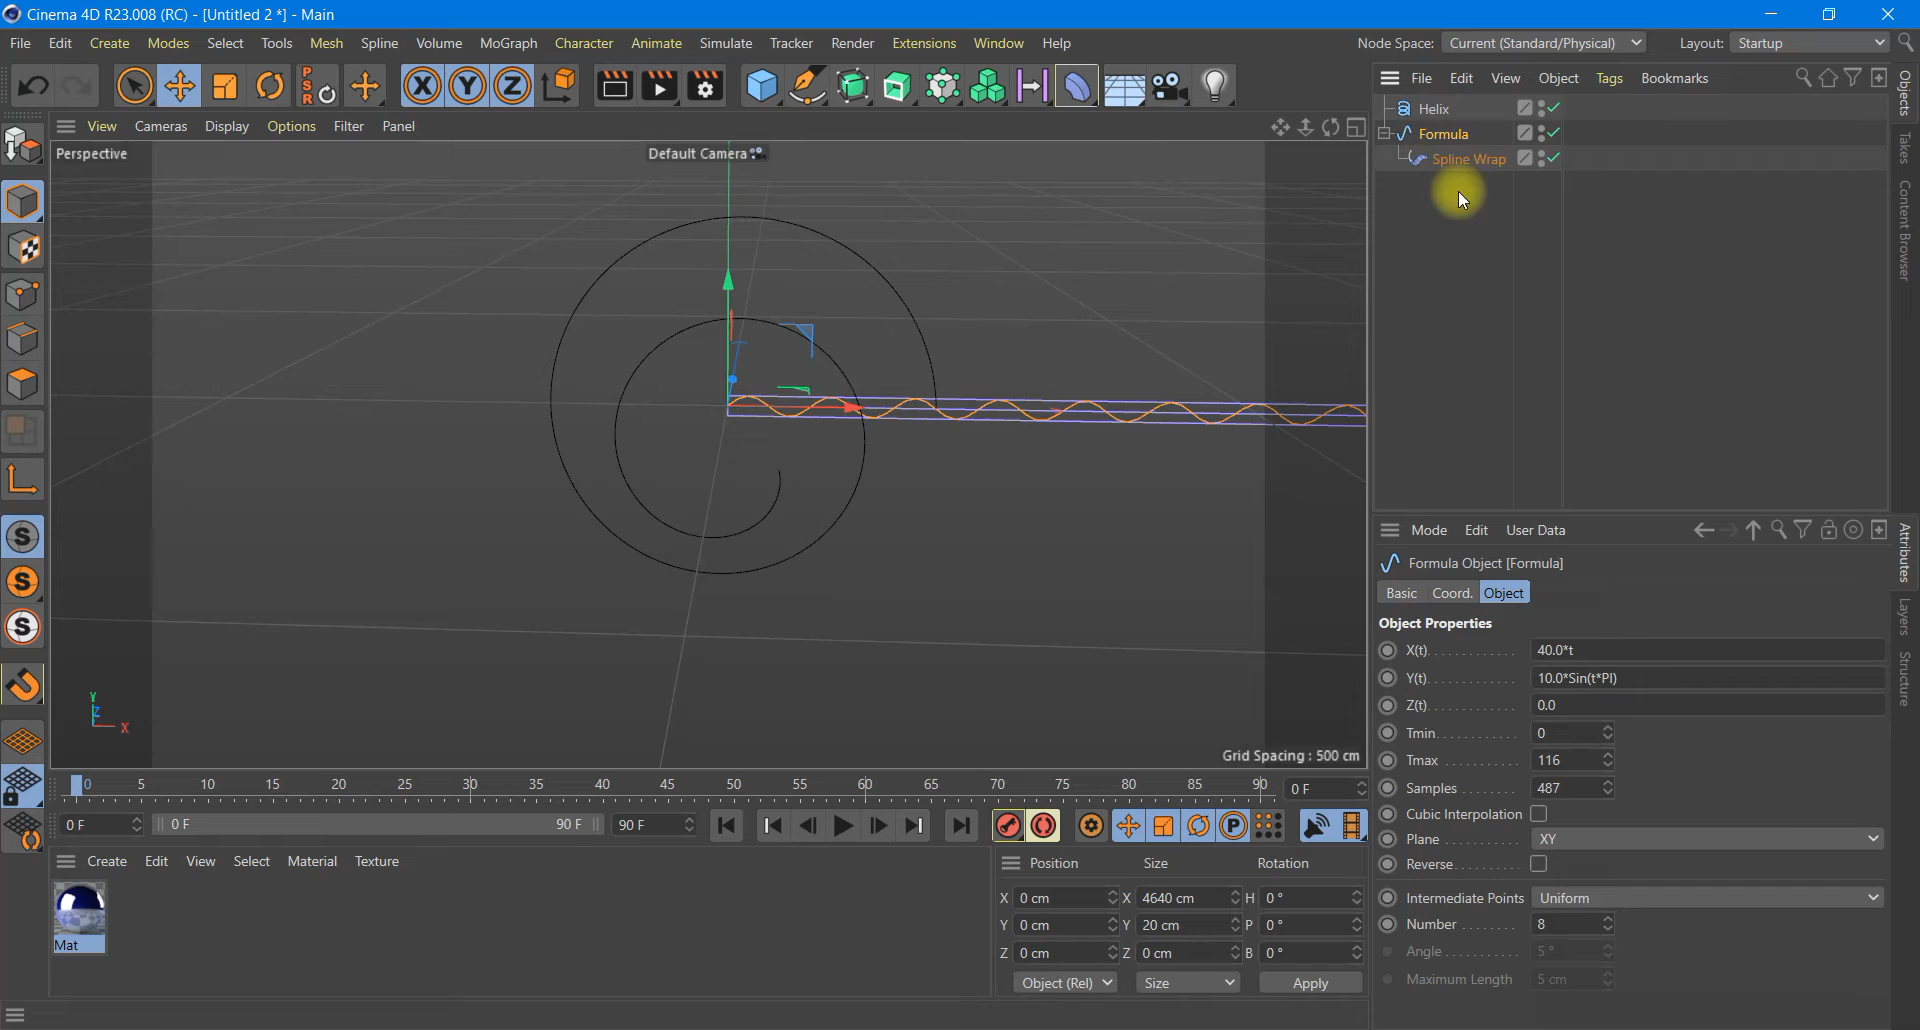 Cinema 4D R23.008 (RC) - [Untitled 2 *] - Main
File Edit Create Modes Select Tools Mesh Spline Volume MoGraph Character Animate Simulate Tracker Render Extensions Window Help Node Space: Current (Standard/Physical) Layout: Startup
P
S
R
X Y Z
File Edit View Object Tags Bookmarks
Objects
Takes
Content Browser
Helix
Formula
Spline Wrap
View Cameras Display Options Filter Panel
Perspective
Default Camera
Y
Z
X
Grid Spacing : 500 cm
S
S
S
Mode Edit User Data
Attributes
Layers
Structure
Formula Object [Formula]
Basic Coord. Object
Object Properties
X(t). 40.0*t
Y(t). 10.0*Sin(t*PI)
Z(t). 0.0
Tmin. 0
Tmax 116
Samples 487
Cubic Interpolation
Plane XY
Reverse
Intermediate Points Uniform
Number 8
Angle 5 °
Maximum Length 5 cm
0 5 10 15 20 25 30 35 40 45 50 55 60 65 70 75 80 85 90 0 F
0 F 0 F 90 F 90 F P
Create Edit View Select Material Texture
Mat
Position Size Rotation
X 0 cm X 4640 cm H 0 °
Y 0 cm Y 20 cm P 0 °
Z 0 cm Z 0 cm B 0 °
Object (Rel) Size Apply